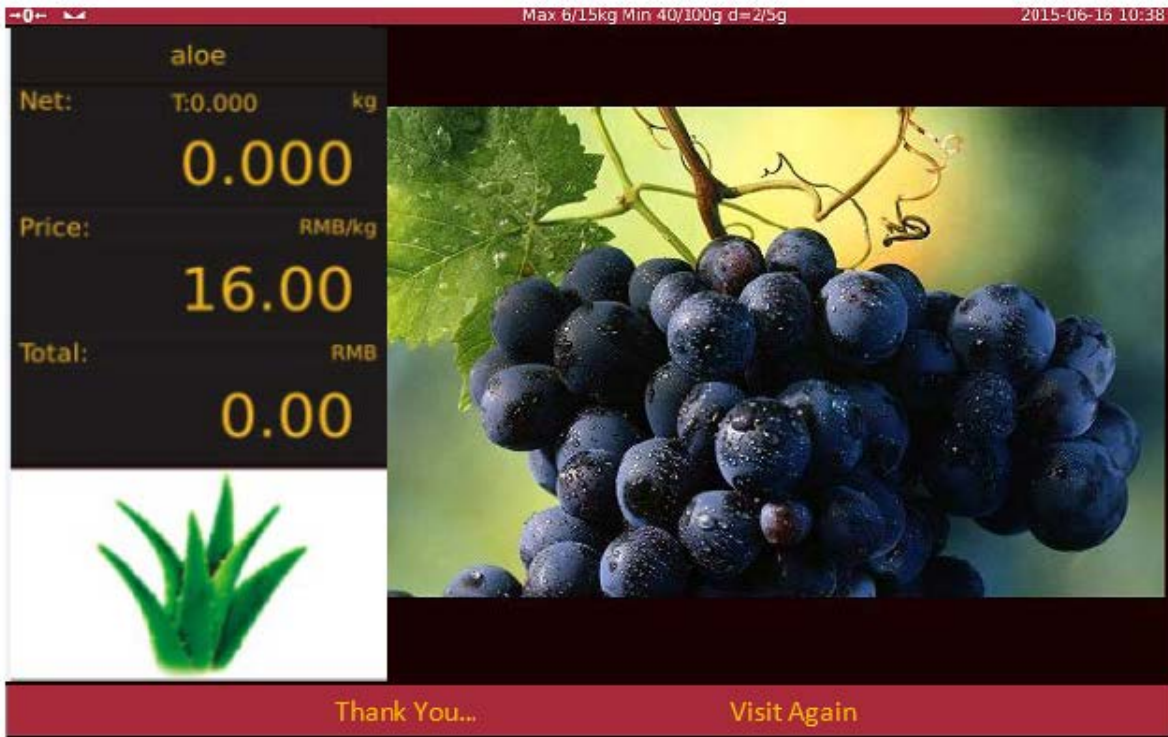 →0← Max 6/15kg Min 40/100g d=2/5g 2015-06-16 10:38
aloe
Net: T:0.000 kg
0.000
Price: RMB/kg
16.00
Total: RMB
0.00
Thank You... Visit Again